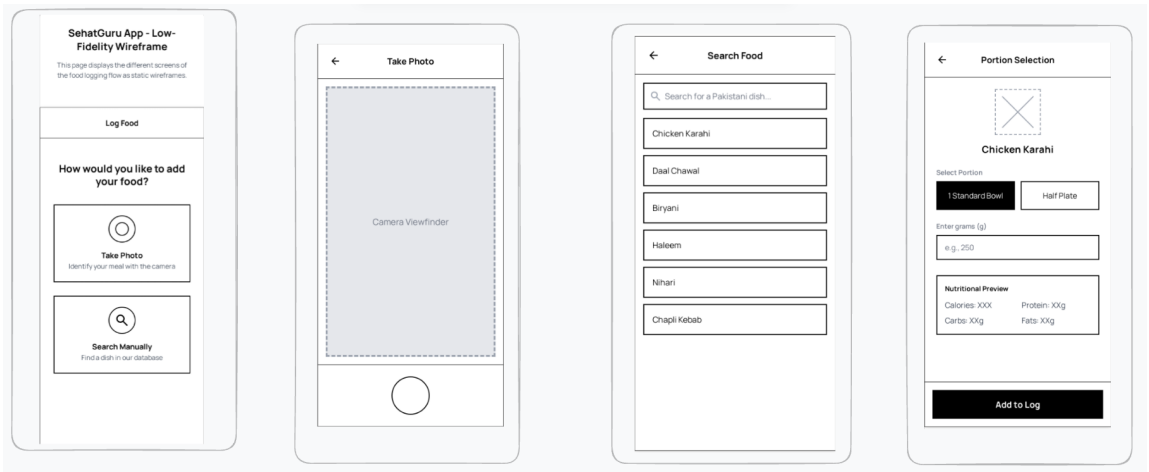 SehatGuru App - Low-
Fidelity Wireframe
This page displays the different screens of
the food logging flow as static wireframes.
Log Food
How would you like to add
your food?
Take Photo
Identify your meal with the camera
Search Manually
Find a dish in our database
Take Photo
Camera Viewfinder
Search Food
Search for a Pakistani dish...
Chicken Karahi
Daal Chawal
Biryani
Haleem
Nihari
Chapli Kebab
Portion Selection
Chicken Karahi
Select Portion
1 Standard Bowl Half Plate
Enter grams (g)
e.g., 250
Nutritional Preview
Calories: XXX Protein: XXg
Carbs: XXg Fats: XXg
Add to Log